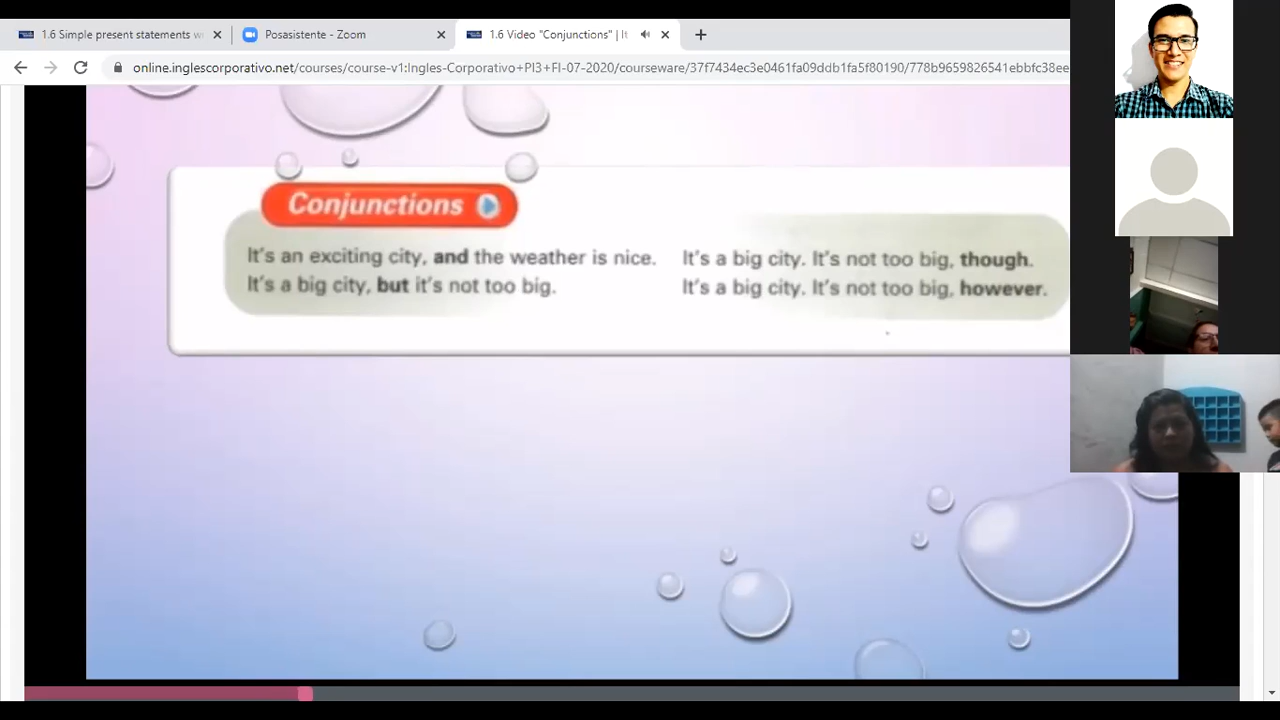 1.6 Simple present statements w
Posasistente - Zoom
1.6 Video "Conjunctions" | It
online.inglescorporativo.net/courses/course-v1:Ingles-Corporativo+PI3+FI-07-2020/courseware/37f7434ec3e0461fa09ddb1fa5f80190/778b9659826541ebbfc38ee
Conjunctions
It's an exciting city, and the weather is nice.
It's a big city, but it's not too big.
It's a big city. It's not too big, though.
It's a big city. It's not too big, however.